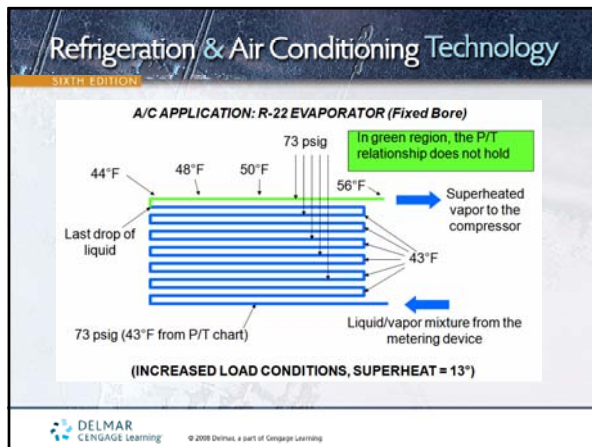 Refrigeration & Air Conditioning Technology
SIXTH EDITION
A/C APPLICATION: R-22 EVAPORATOR (Fixed Bore)
73 psig
In green region, the P/T
relationship does not hold
44°F
48°F
50°F
56°F
Superheated
vapor to the
compressor
Last drop of
liquid
43°F
73 psig (43°F from P/T chart)
Liquid/vapor mixture from the
metering device
(INCREASED LOAD CONDITIONS, SUPERHEAT = 13°)
DELMAR
CENGAGE Learning
© 2008 Delmar, a part of Cengage Learning